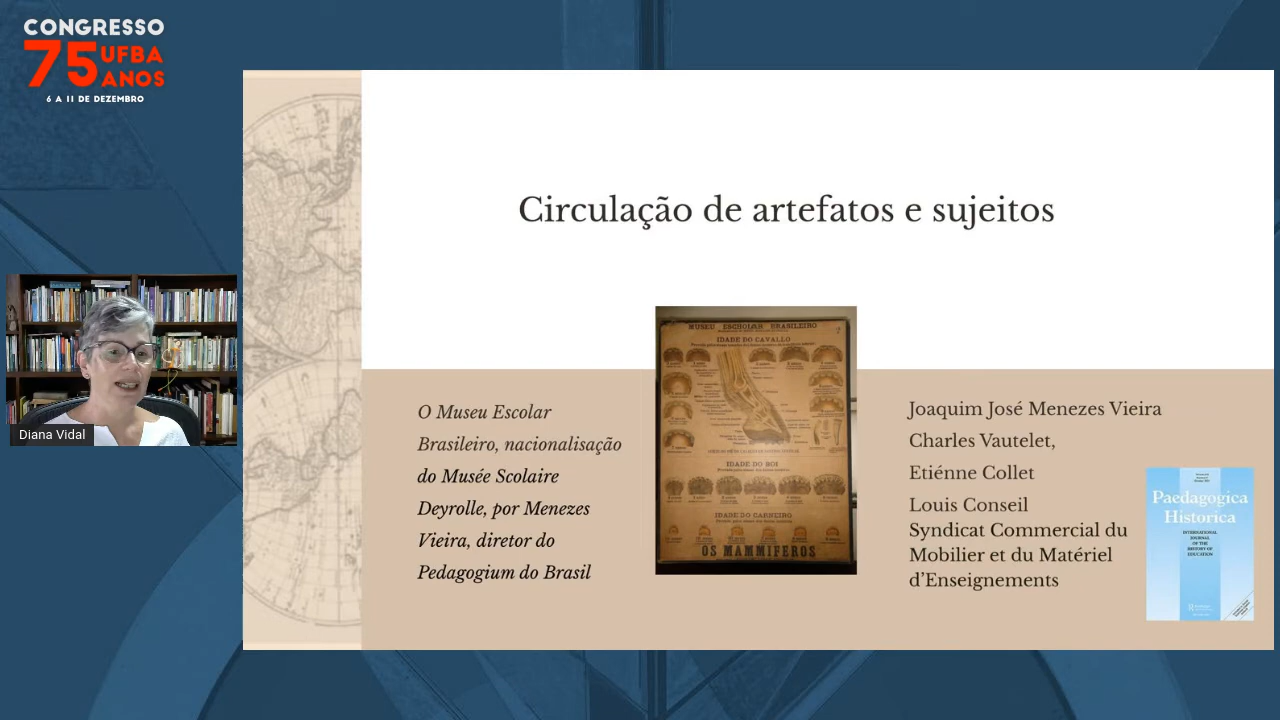 CONGRESSO
75 UFBA
ANOS
6 A 11 DE DEZEMBRO
Circulação de artefatos e sujeitos
Diana Vidal
O Museu Escolar
Brasileiro, nacionalisação
do Musée Scolaire
Deyrolle, por Menezes
Vieira, diretor do
Pedagogium do Brasil
MUSEU ESCHOLAR BRASILEIRO
IDADE DO CAVALLO
IDADE DO BOI
IDADE DO CARNEIRO
OS MAMMIFEROS
Joaquim José Menezes Vieira
Charles Vautelet,
Etiénne Collet
Louis Conseil
Syndicat Commercial du
Mobilier et du Matériel
d'Enseignements
Paedagogica
Historica
INTERNATIONAL
JOURNAL
OF THE
HISTORY OF
EDUCATION